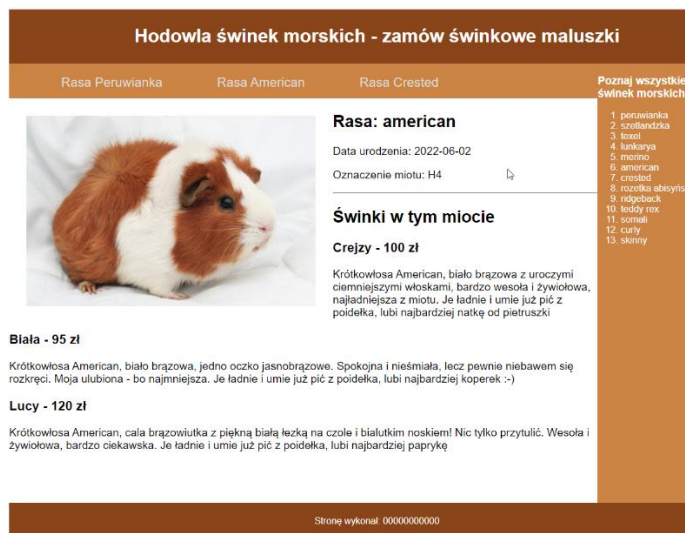 Hodowla świnek morskich - zamów świnkowe maluszki
Rasa Peruwianka
Rasa American
Rasa Crested
Rasa: american
Data urodzenia: 2022-06-02
Oznaczenie miotu: H4
Świnki w tym miocie
Crejzy - 100 zł
Krótkowłosa American, biało brązowa z uroczymi
ciemniejszymi włoskami, bardzo wesoła i żywiołowa,
najładniejsza z miotu. Je ładnie i umie już pić z
poidełka, lubi najbardziej natkę od pietruszki
Biała - 95 zł
Krótkowłosa American, biało brązowa, jedno oczko jasnobrązowe. Spokojna i nieśmiała, lecz pewnie niebawem się
rozkręci. Moja ulubiona - bo najmniejsza. Je ładnie i umie już pić z poidełka, lubi najbardziej koperek :-)
Lucy - 120 zł
Krótkowłosa American, cala brązowiutka z piękną białą łezką na czole i bialutkim noskiem! Nic tylko przytulić. Wesoła i
żywiołowa, bardzo ciekawska. Je ładnie i umie już pić z poidełka, lubi najbardziej paprykę
Poznaj wszystkie
świnek morskich
1. peruwianka
2. szetlandzka
3. texel
4. lunkarya
5. merino
6. american
7. crested
8. rozetka abisyńs
9. ridgeback
10. teddy rex
11. somali
12. curly
13. skinny
Stronę wykonał: 00000000000